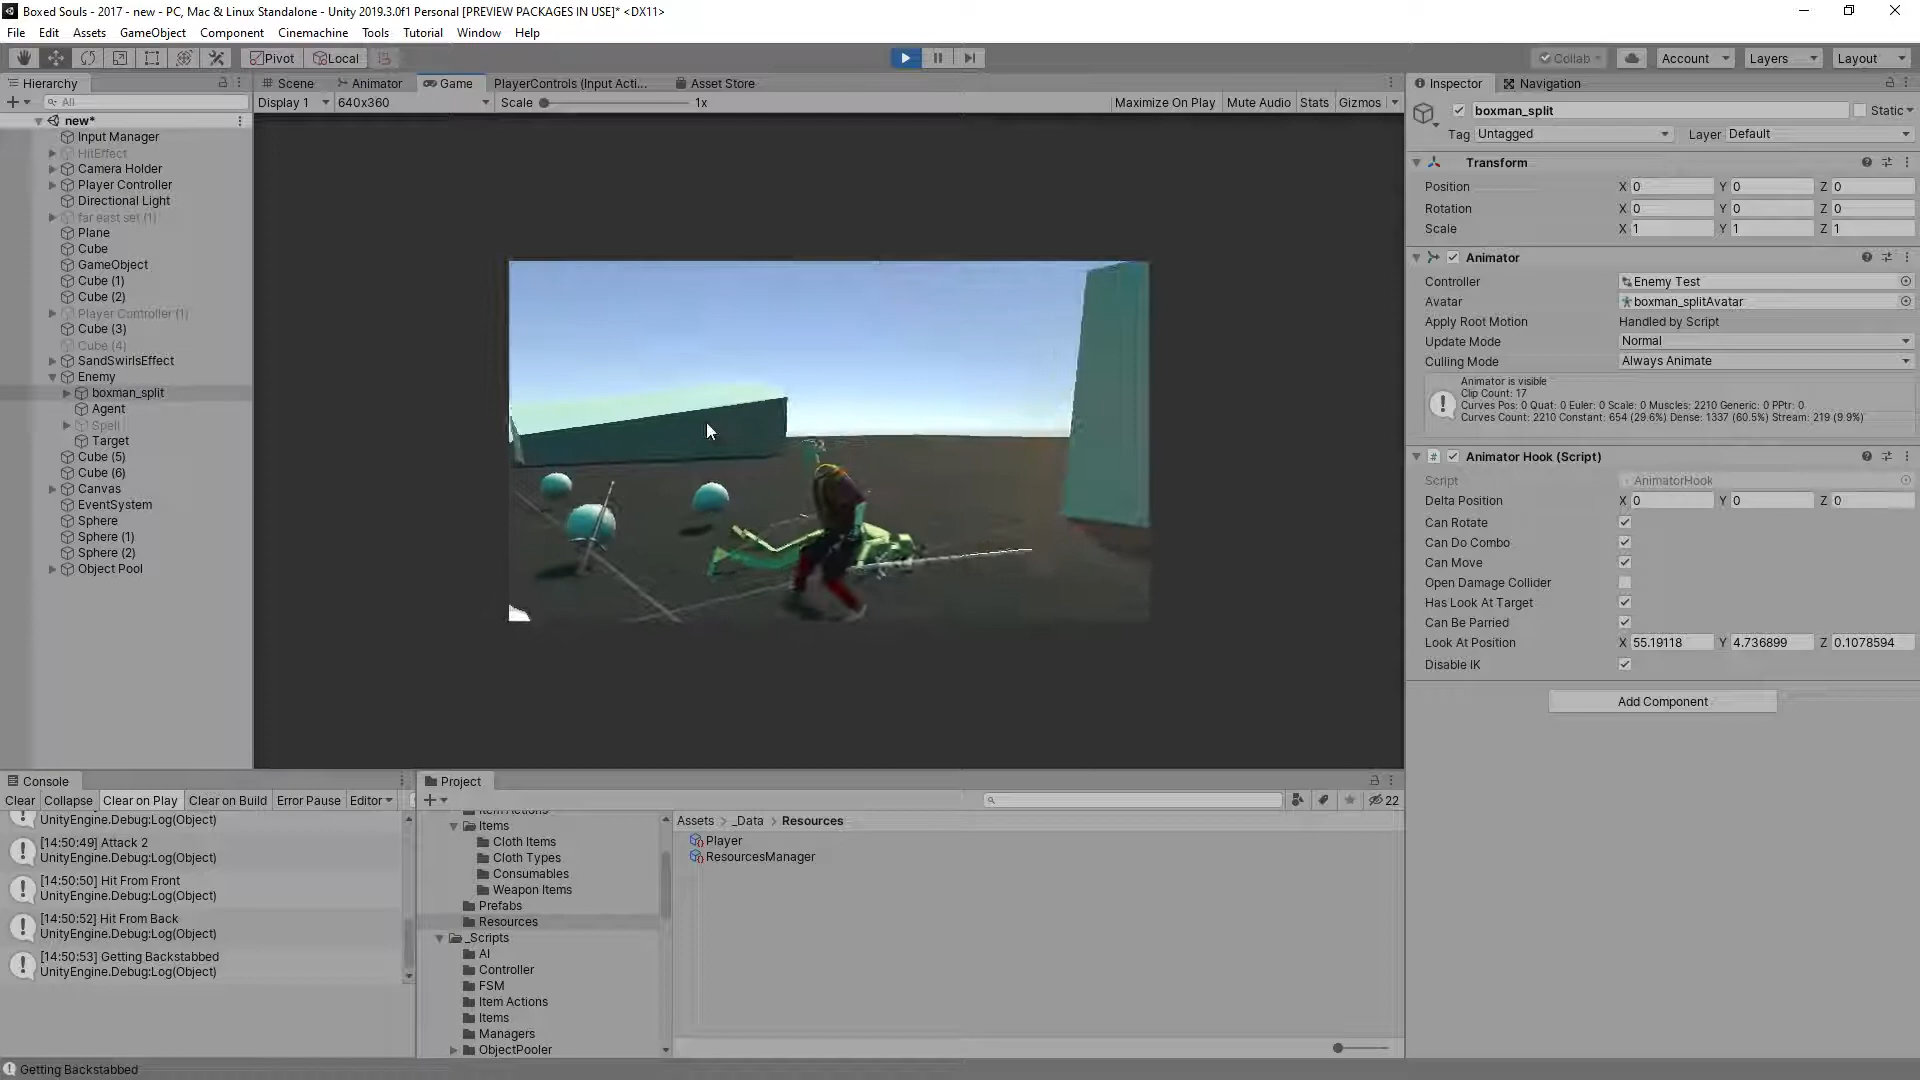 Boxed Souls - 2017 - new - PC, Mac & Linux Standalone - Unity 2019.3.0f1 Personal [PREVIEW PACKAGES IN USE]* <DX11>
File Edit Assets GameObject Component Cinemachine Tools Tutorial Window Help
Pivot Local Collab Account Layers Layout
Hierarchy Scene Animator Game PlayerControls (Input Acti... Asset Store Inspector Navigation
All Display 1 640x360 Scale 1x Maximize On Play Mute Audio Stats Gizmos
new*
Input Manager
HitEffect
Camera Holder
Player Controller
Directional Light
far east set (1)
Plane
Cube
GameObject
Cube (1)
Cube (2)
Player Controller (1)
Cube (3)
Cube (4)
SandSwirlsEffect
Enemy
boxman_split
Agent
Spell
Target
Cube (5)
Cube (6)
Canvas
EventSystem
Sphere
Sphere (1)
Sphere (2)
Object Pool
boxman_split Static
Tag Untagged Layer Default
Transform
Position X 0 Y 0 Z 0
Rotation X 0 Y 0 Z 0
Scale X 1 Y 1 Z 1
Animator
Controller Enemy Test
Avatar boxman_splitAvatar
Apply Root Motion Handled by Script
Update Mode Normal
Culling Mode Always Animate
Animator is visible
Clip Count: 17
Curves Pos: 0 Quat: 0 Euler: 0 Scale: 0 Muscles: 2210 Generic: 0 PPtr: 0
Curves Count: 2210 Constant: 654 (29.6%) Dense: 1337 (60.5%) Stream: 219 (9.9%)
Animator Hook (Script)
Script AnimatorHook
Delta Position X 0 Y 0 Z 0
Can Rotate
Can Do Combo
Can Move
Open Damage Collider
Has Look At Target
Can Be Parried
Look At Position X 55.19118 Y 4.736899 Z 0.1078594
Disable IK
Add Component
Console
Clear Collapse Clear on Play Clear on Build Error Pause Editor
UnityEngine.Debug:Log(Object)
[14:50:49] Attack 2
UnityEngine.Debug:Log(Object)
[14:50:50] Hit From Front
UnityEngine.Debug:Log(Object)
[14:50:52] Hit From Back
UnityEngine.Debug:Log(Object)
[14:50:53] Getting Backstabbed
UnityEngine.Debug:Log(Object)
Project
22
Item Actions
Items
Cloth Items
Cloth Types
Consumables
Weapon Items
Prefabs
Resources
_Scripts
AI
Controller
FSM
Item Actions
Items
Managers
ObjectPooler
Assets > _Data > Resources
Player
ResourcesManager
Getting Backstabbed